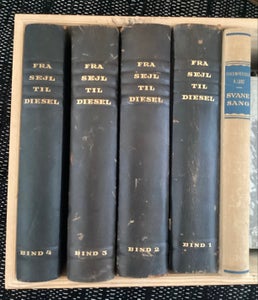 FRA
SEJL
TIL
DIESEL
BIND 4
FRA
SEJL
TIL
DIESEL
BIND 3
FRA
SEJL
TIL
DIESEL
BIND 2
FRA
SEJL
TIL
DIESEL
BIND 1
SVANE
SANG